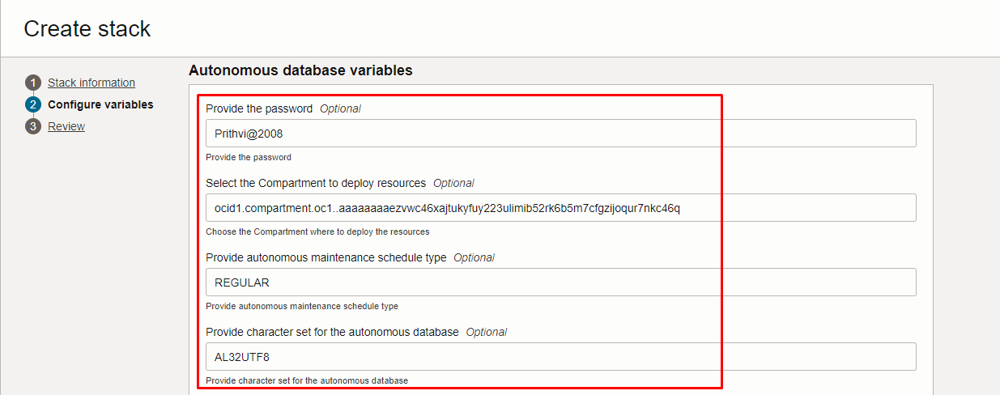 Create stack
1 Stack information
2 Configure variables
3 Review
Autonomous database variables
Provide the password Optional
Prithvi@2008
Provide the password
Select the Compartment to deploy resources Optional
ocid1.compartment.oc1..aaaaaaaaezvwc46xajtukyfuy223ulimib52rk6b5m7cfgzijoqur7nkc46q
Choose the Compartment where to deploy the resources
Provide autonomous maintenance schedule type Optional
REGULAR
Provide autonomous maintenance schedule type
Provide character set for the autonomous database Optional
AL32UTF8
Provide character set for the autonomous database